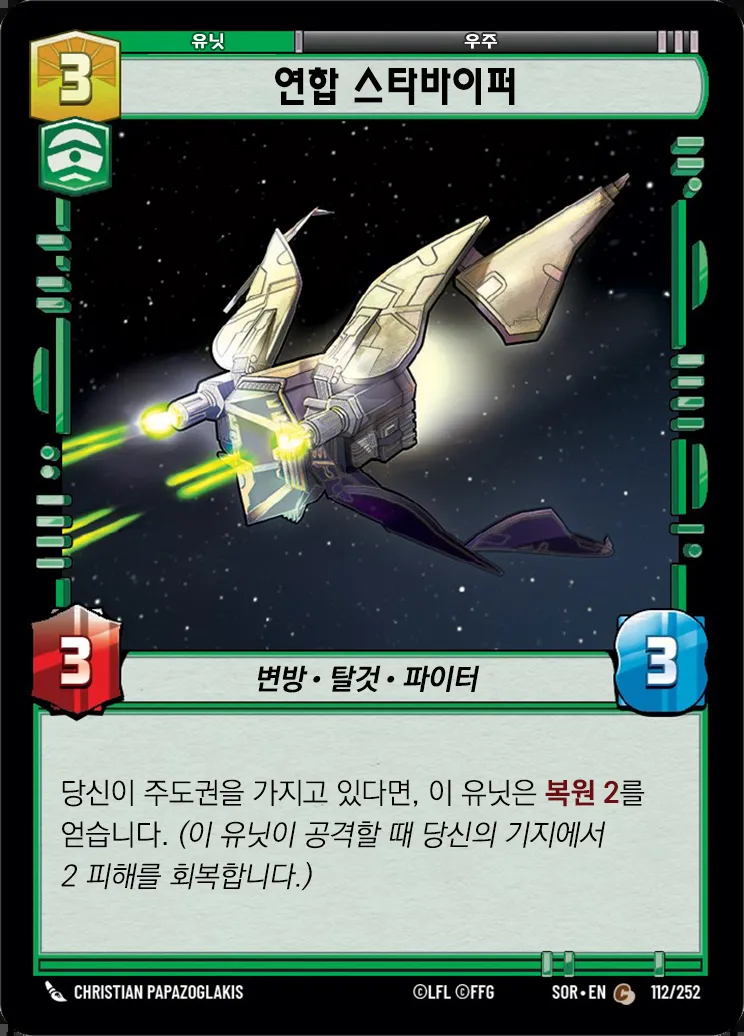 유닛
우주
3
연합 스타바이퍼
3
변방 • 탈것 • 파이터
3
당신이 주도권을 가지고 있다면, 이 유닛은 복원 2를
얻습니다. (이 유닛이 공격할 때 당신의 기지에서
2 피해를 회복합니다.)
CHRISTIAN PAPAZOGLAKIS
©LFL ©FFG
SOR • EN
C
112/252